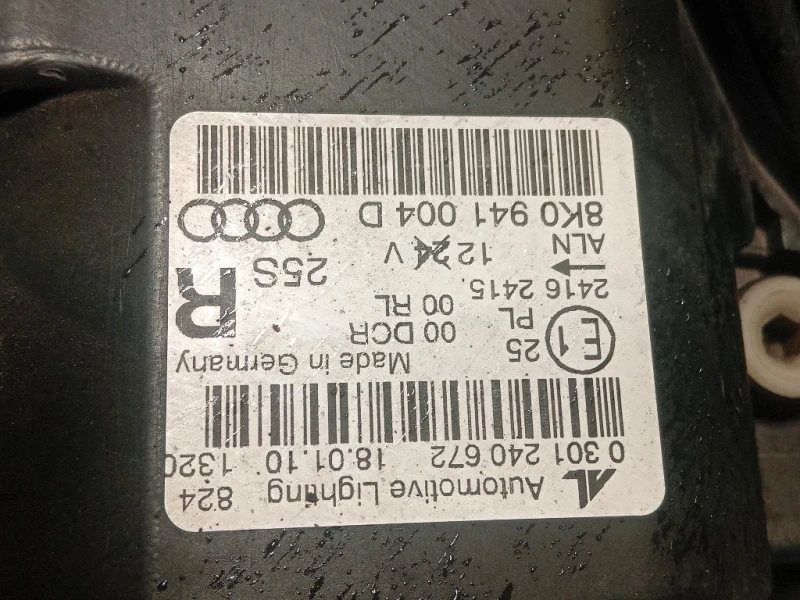 AL Automotive Lighting 824
0 301 240 672 18.01.10 1320
Made in Germany
E1 25 PL 00 DCR 00 RL R
2416 2415. 25S
← ALN 12 24 V
8K0 941 004 D